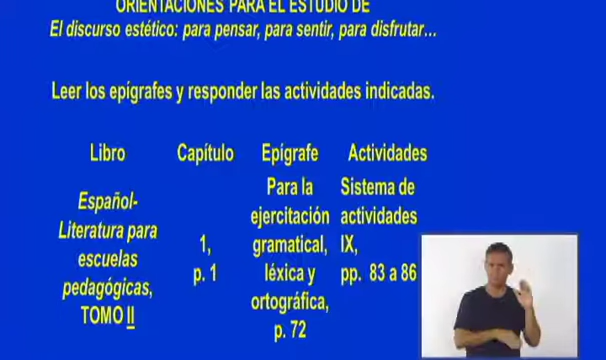 ORIENTACIONES PARA EL ESTUDIO DE
El discurso estético: para pensar, para sentir, para disfrutar...
Leer los epígrafes y responder las actividades indicadas.
Libro Capítulo Epígrafe Actividades
Español-
Literatura para
escuelas
pedagógicas,
TOMO II
1,
p. 1
Para la
ejercitación
gramatical,
léxica y
ortográfica,
p. 72
Sistema de
actividades
IX,
pp. 83 a 86